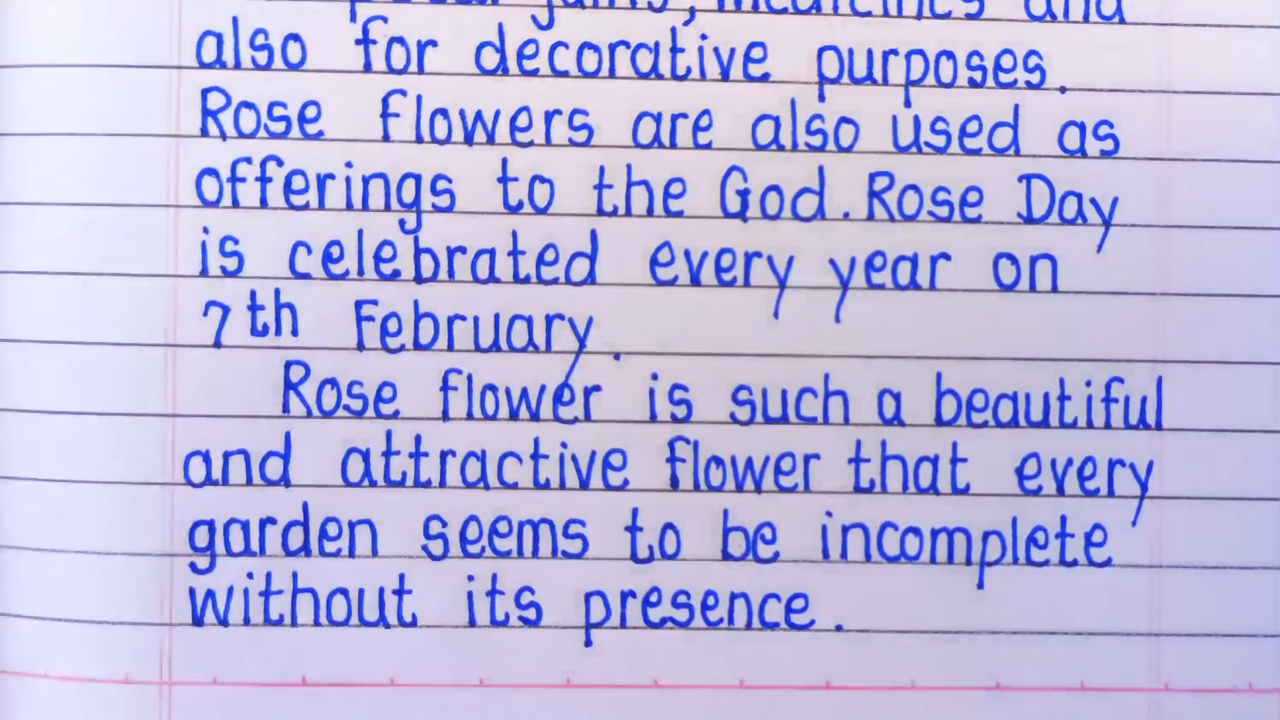 medicines and
also for decorative purposes.
Rose flowers are also used as
offerings to the God. Rose Day
is celebrated every year on
7th February.
Rose flower is such a beautiful
and attractive flower that every
garden seems to be incomplete
without its presence.